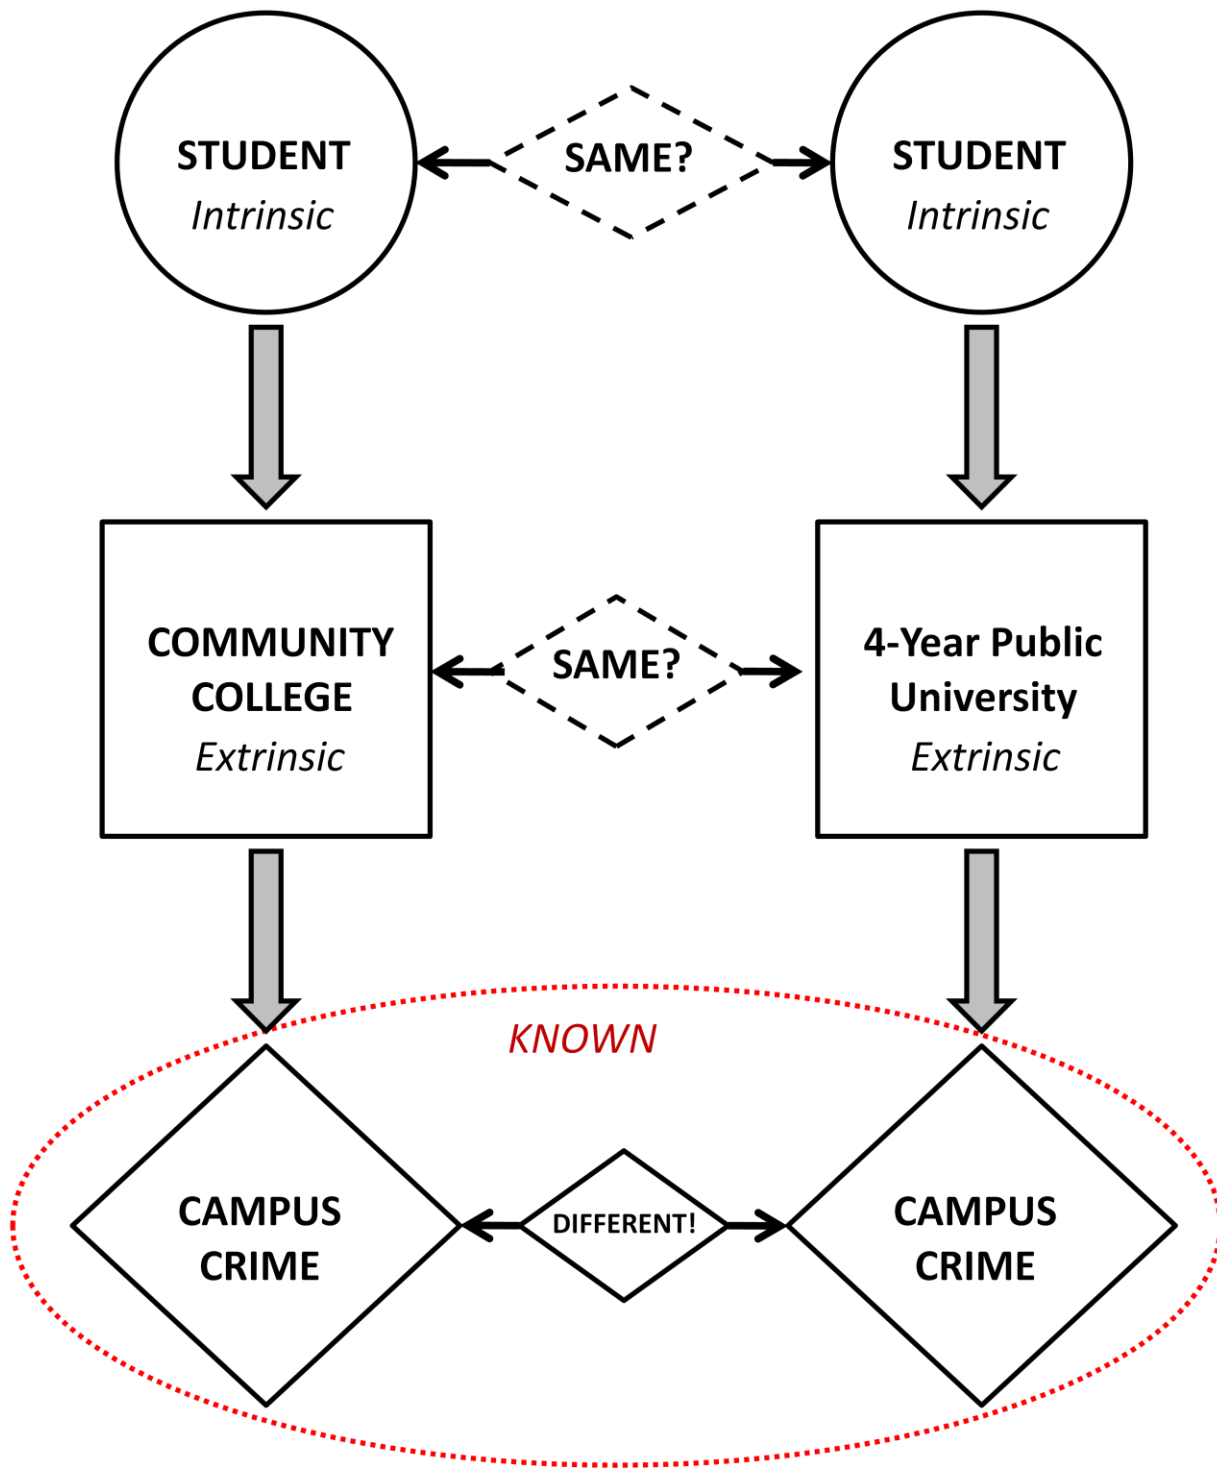 STUDENT
Intrinsic
SAME?
STUDENT
Intrinsic
COMMUNITY
COLLEGE
Extrinsic
SAME?
4-Year Public
University
Extrinsic
KNOWN
CAMPUS
CRIME
DIFFERENT!
CAMPUS
CRIME